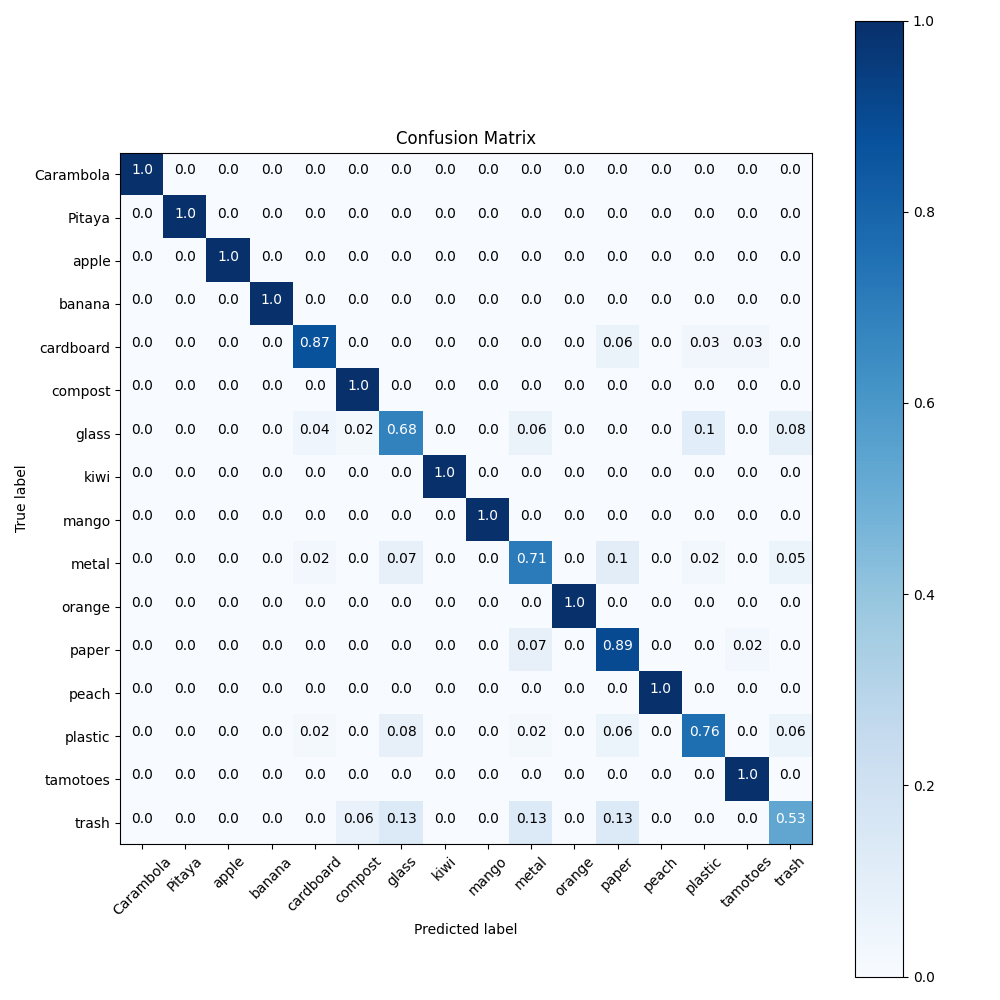 Confusion Matrix
Carambola 1.0 0.0 0.0 0.0 0.0 0.0 0.0 0.0 0.0 0.0 0.0 0.0 0.0 0.0 0.0 0.0
Pitaya 0.0 1.0 0.0 0.0 0.0 0.0 0.0 0.0 0.0 0.0 0.0 0.0 0.0 0.0 0.0 0.0
apple 0.0 0.0 1.0 0.0 0.0 0.0 0.0 0.0 0.0 0.0 0.0 0.0 0.0 0.0 0.0 0.0
banana 0.0 0.0 0.0 1.0 0.0 0.0 0.0 0.0 0.0 0.0 0.0 0.0 0.0 0.0 0.0 0.0
cardboard 0.0 0.0 0.0 0.0 0.87 0.0 0.0 0.0 0.0 0.0 0.0 0.06 0.0 0.03 0.03 0.0
compost 0.0 0.0 0.0 0.0 0.0 1.0 0.0 0.0 0.0 0.0 0.0 0.0 0.0 0.0 0.0 0.0
glass 0.0 0.0 0.0 0.0 0.04 0.02 0.68 0.0 0.0 0.06 0.0 0.0 0.0 0.1 0.0 0.08
kiwi 0.0 0.0 0.0 0.0 0.0 0.0 0.0 1.0 0.0 0.0 0.0 0.0 0.0 0.0 0.0 0.0
mango 0.0 0.0 0.0 0.0 0.0 0.0 0.0 0.0 1.0 0.0 0.0 0.0 0.0 0.0 0.0 0.0
metal 0.0 0.0 0.0 0.0 0.02 0.0 0.07 0.0 0.0 0.71 0.0 0.1 0.0 0.02 0.0 0.05
orange 0.0 0.0 0.0 0.0 0.0 0.0 0.0 0.0 0.0 0.0 1.0 0.0 0.0 0.0 0.0 0.0
paper 0.0 0.0 0.0 0.0 0.0 0.0 0.0 0.0 0.0 0.07 0.0 0.89 0.0 0.0 0.02 0.0
peach 0.0 0.0 0.0 0.0 0.0 0.0 0.0 0.0 0.0 0.0 0.0 0.0 1.0 0.0 0.0 0.0
plastic 0.0 0.0 0.0 0.0 0.02 0.0 0.08 0.0 0.0 0.02 0.0 0.06 0.0 0.76 0.0 0.06
tamotoes 0.0 0.0 0.0 0.0 0.0 0.0 0.0 0.0 0.0 0.0 0.0 0.0 0.0 0.0 1.0 0.0
trash 0.0 0.0 0.0 0.0 0.0 0.06 0.13 0.0 0.0 0.13 0.0 0.13 0.0 0.0 0.0 0.53
Carambola Pitaya apple banana cardboard compost glass kiwi mango metal orange paper peach plastic tamotoes trash
Predicted label
True label
1.0
0.8
0.6
0.4
0.2
0.0